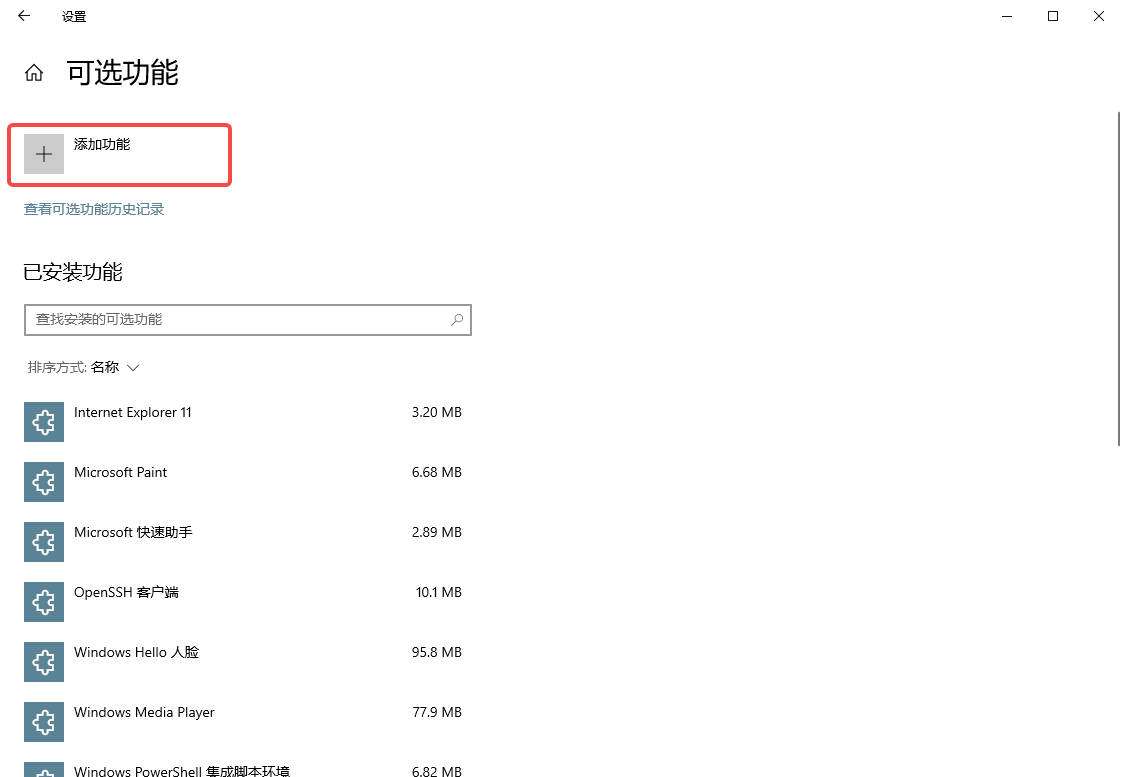 设置
可选功能
添加功能
查看可选功能历史记录
已安装功能
查找安装的可选功能
排序方式: 名称
Internet Explorer 11 3.20 MB
Microsoft Paint 6.68 MB
Microsoft 快速助手 2.89 MB
OpenSSH 客户端 10.1 MB
Windows Hello 人脸 95.8 MB
Windows Media Player 77.9 MB
Windows PowerShell 集成脚本环境 6.82 MB